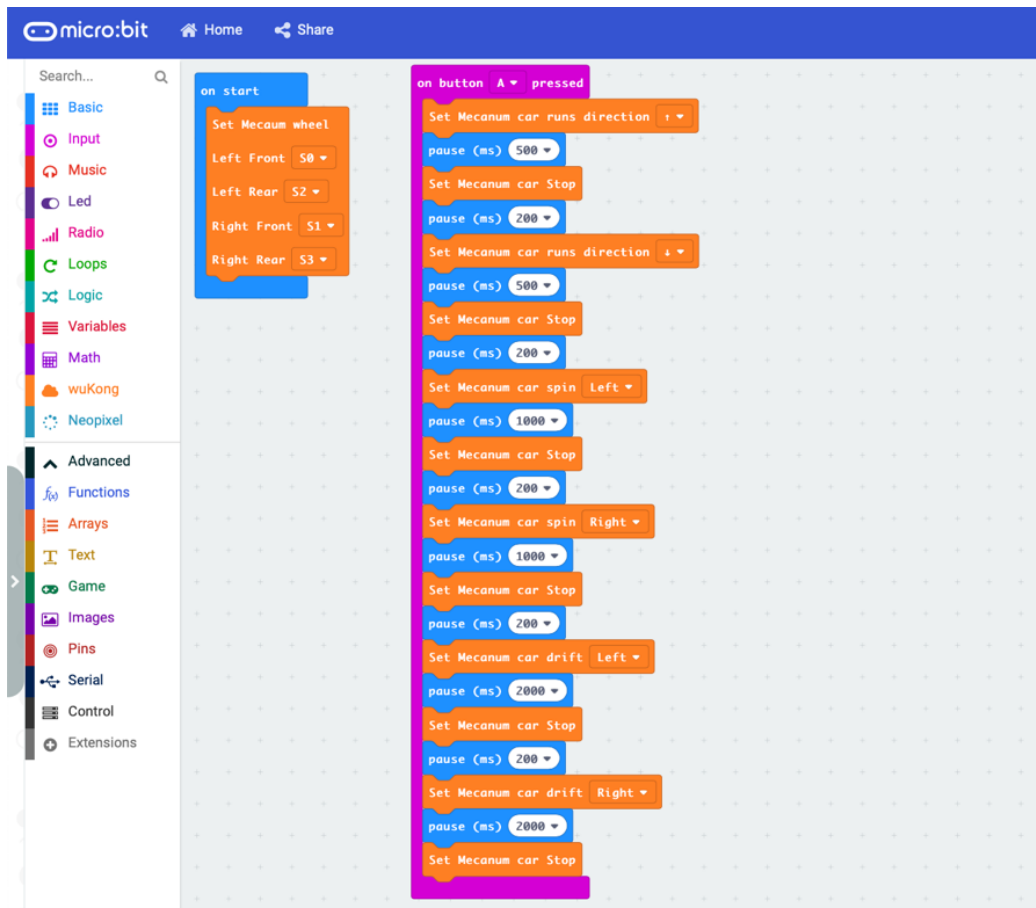 micro:bit Home Share
Search...
Basic
Input
Music
Led
Radio
Loops
Logic
Variables
Math
wuKong
Neopixel
Advanced
Functions
Arrays
Text
Game
Images
Pins
Serial
Control
Extensions
on start
Set Mecaum wheel
Left Front S0
Left Rear S2
Right Front S1
Right Rear S3
on button A pressed
Set Mecanum car runs direction ↑
pause (ms) 500
Set Mecanum car Stop
pause (ms) 200
Set Mecanum car runs direction ↓
pause (ms) 500
Set Mecanum car Stop
pause (ms) 200
Set Mecanum car spin Left
pause (ms) 1000
Set Mecanum car Stop
pause (ms) 200
Set Mecanum car spin Right
pause (ms) 1000
Set Mecanum car Stop
pause (ms) 200
Set Mecanum car drift Left
pause (ms) 2000
Set Mecanum car Stop
pause (ms) 200
Set Mecanum car drift Right
pause (ms) 2000
Set Mecanum car Stop